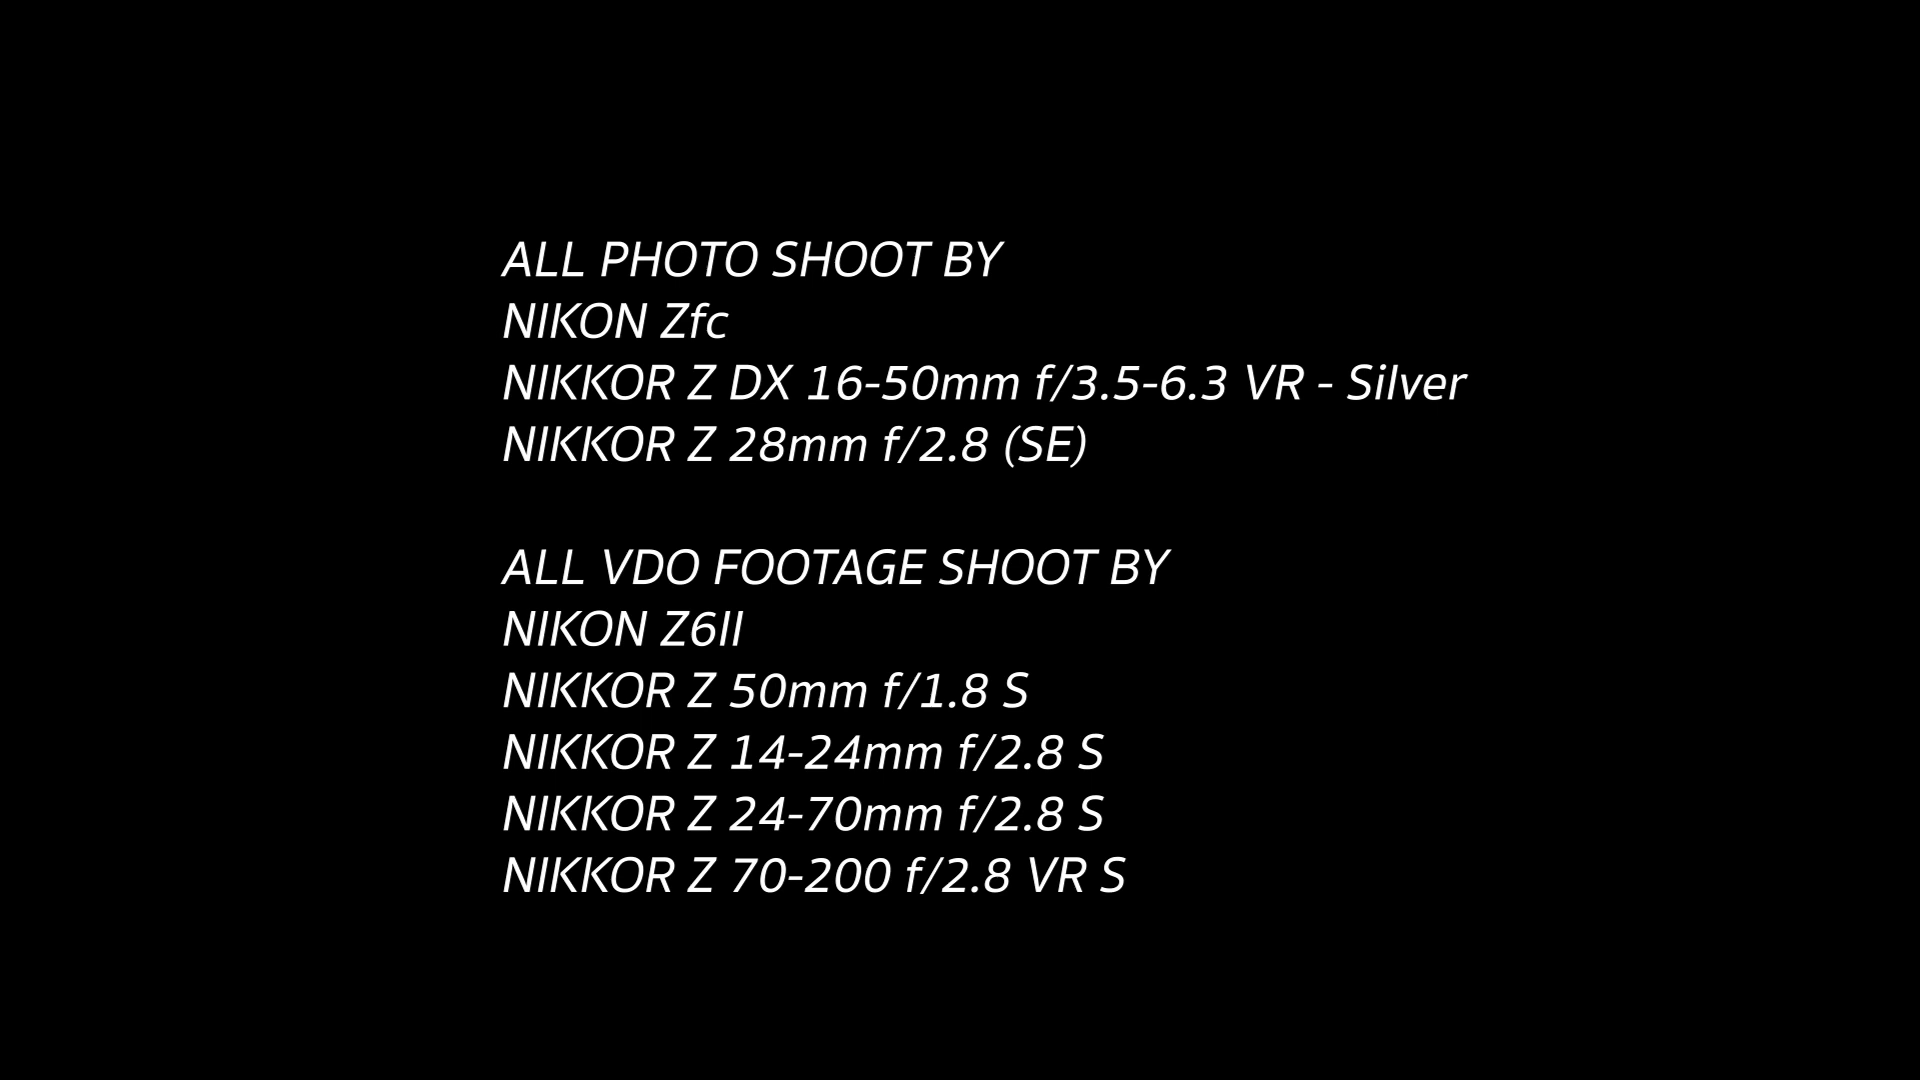 ALL PHOTO SHOOT BY
NIKON Zfc
NIKKOR Z DX 16-50mm f/3.5-6.3 VR - Silver
NIKKOR Z 28mm f/2.8 (SE)
ALL VDO FOOTAGE SHOOT BY
NIKON Z6II
NIKKOR Z 50mm f/1.8 S
NIKKOR Z 14-24mm f/2.8 S
NIKKOR Z 24-70mm f/2.8 S
NIKKOR Z 70-200 f/2.8 VR S